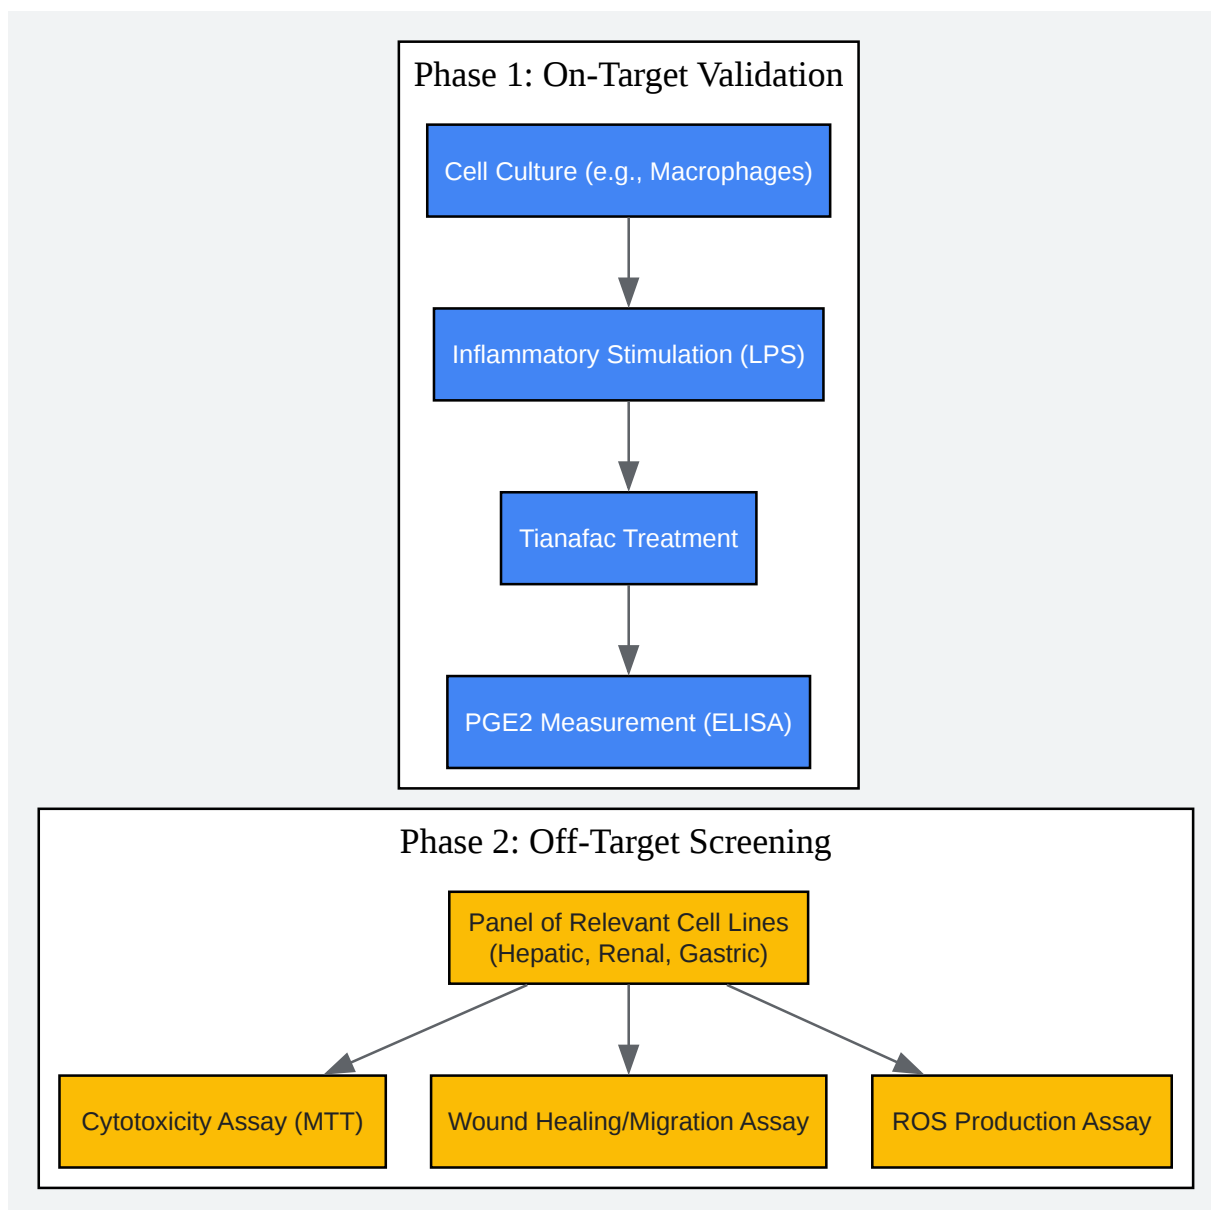 Phase 1: On-Target Validation
Cell Culture (e.g., Macrophages)
Inflammatory Stimulation (LPS)
Tianafac Treatment
PGE2 Measurement (ELISA)
Phase 2: Off-Target Screening
Panel of Relevant Cell Lines
(Hepatic, Renal, Gastric)
Cytotoxicity Assay (MTT)
Wound Healing/Migration Assay
ROS Production Assay